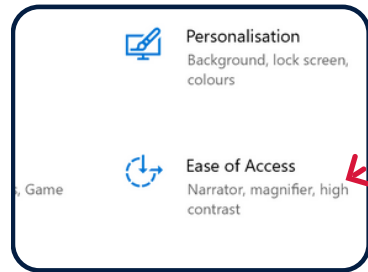 Personalisation
Background, lock screen,
colours
Ease of Access
Narrator, magnifier, high
contrast
Game